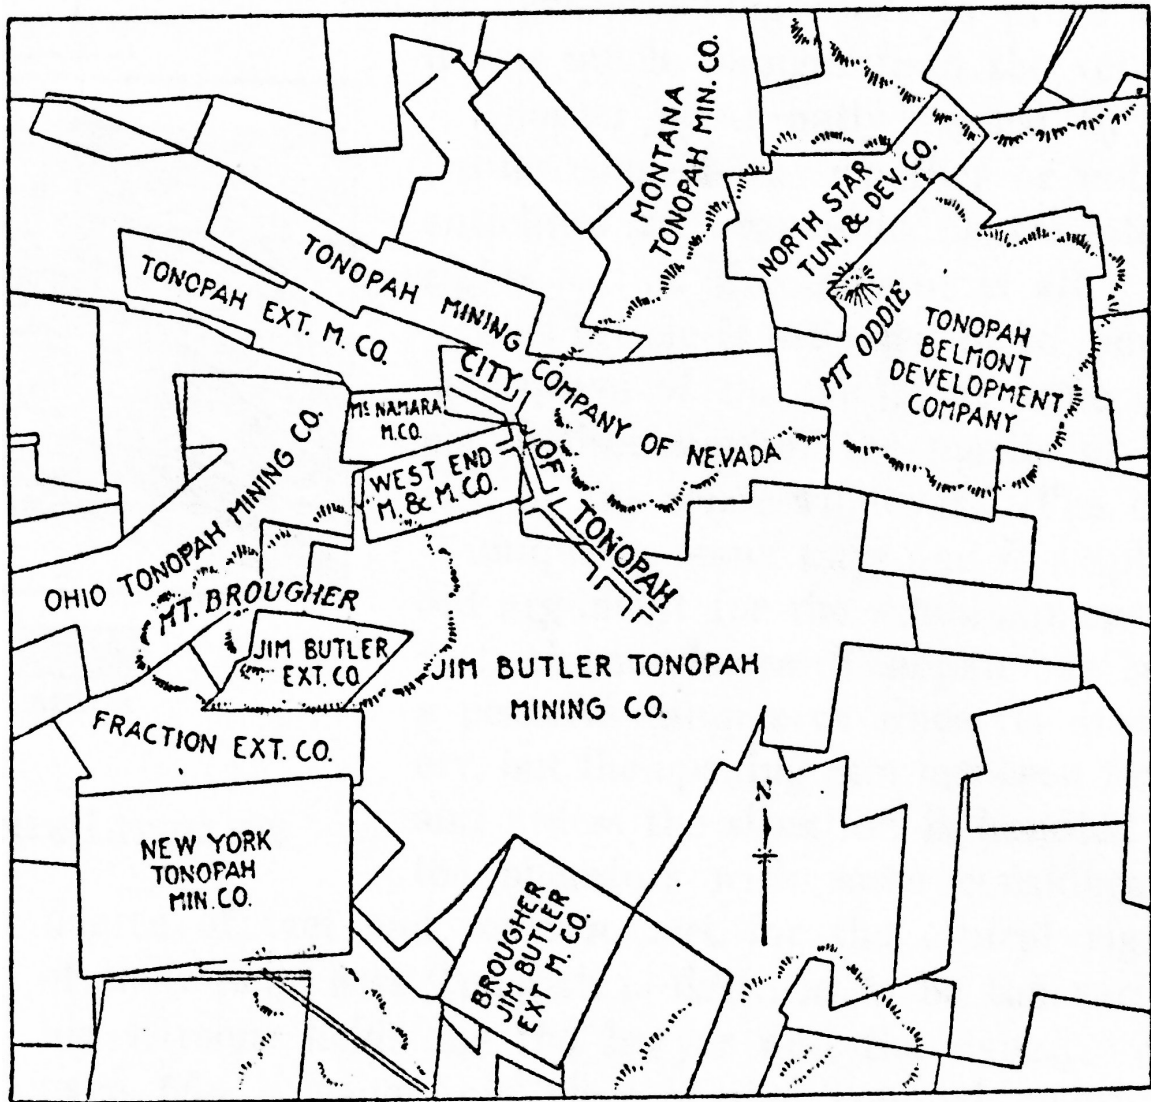 MONTANA
TONOPAH MIN. CO.
NORTH STAR
TUN. & DEV. CO.
TONOPAH MINING COMPANY OF NEVADA
TONOPAH EXT. M. CO.
MT ODDIE
TONOPAH
BELMONT
DEVELOPMENT
COMPANY
CITY OF TONOPAH
Mc NAMARA
M.CO.
WEST END
M. & M. CO.
OHIO TONOPAH MINING CO.
MT. BROUGHER
JIM BUTLER
EXT. CO.
JIM BUTLER TONOPAH
MINING CO.
FRACTION EXT. CO.
N
NEW YORK
TONOPAH
MIN. CO.
BROUGHER
JIM BUTLER
EXT M. CO.